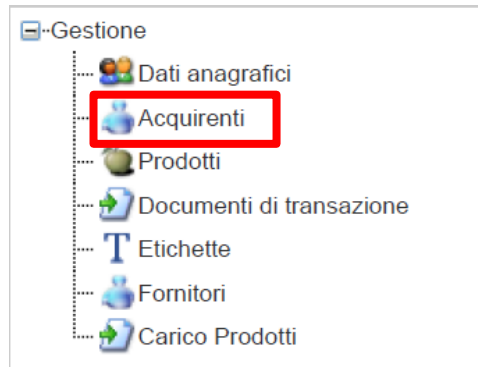 Gestione
Dati anagrafici
Acquirenti
Prodotti
Documenti di transazione
T Etichette
Fornitori
Carico Prodotti